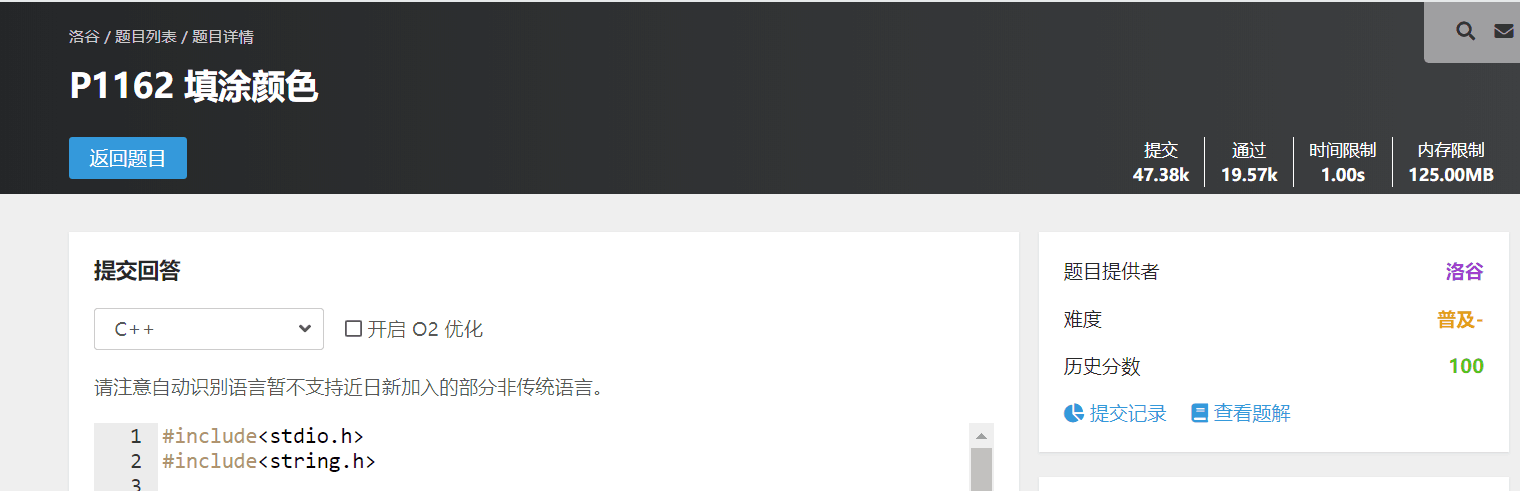 洛谷 / 题目列表 / 题目详情
P1162 填涂颜色
返回题目
提交 通过 时间限制 内存限制
47.38k 19.57k 1.00s 125.00MB
提交回答
C++ 开启 O2 优化
请注意自动识别语言暂不支持近日新加入的部分非传统语言。
1 #include<stdio.h>
2 #include<string.h>
3
题目提供者 洛谷
难度 普及-
历史分数 100
提交记录 查看题解